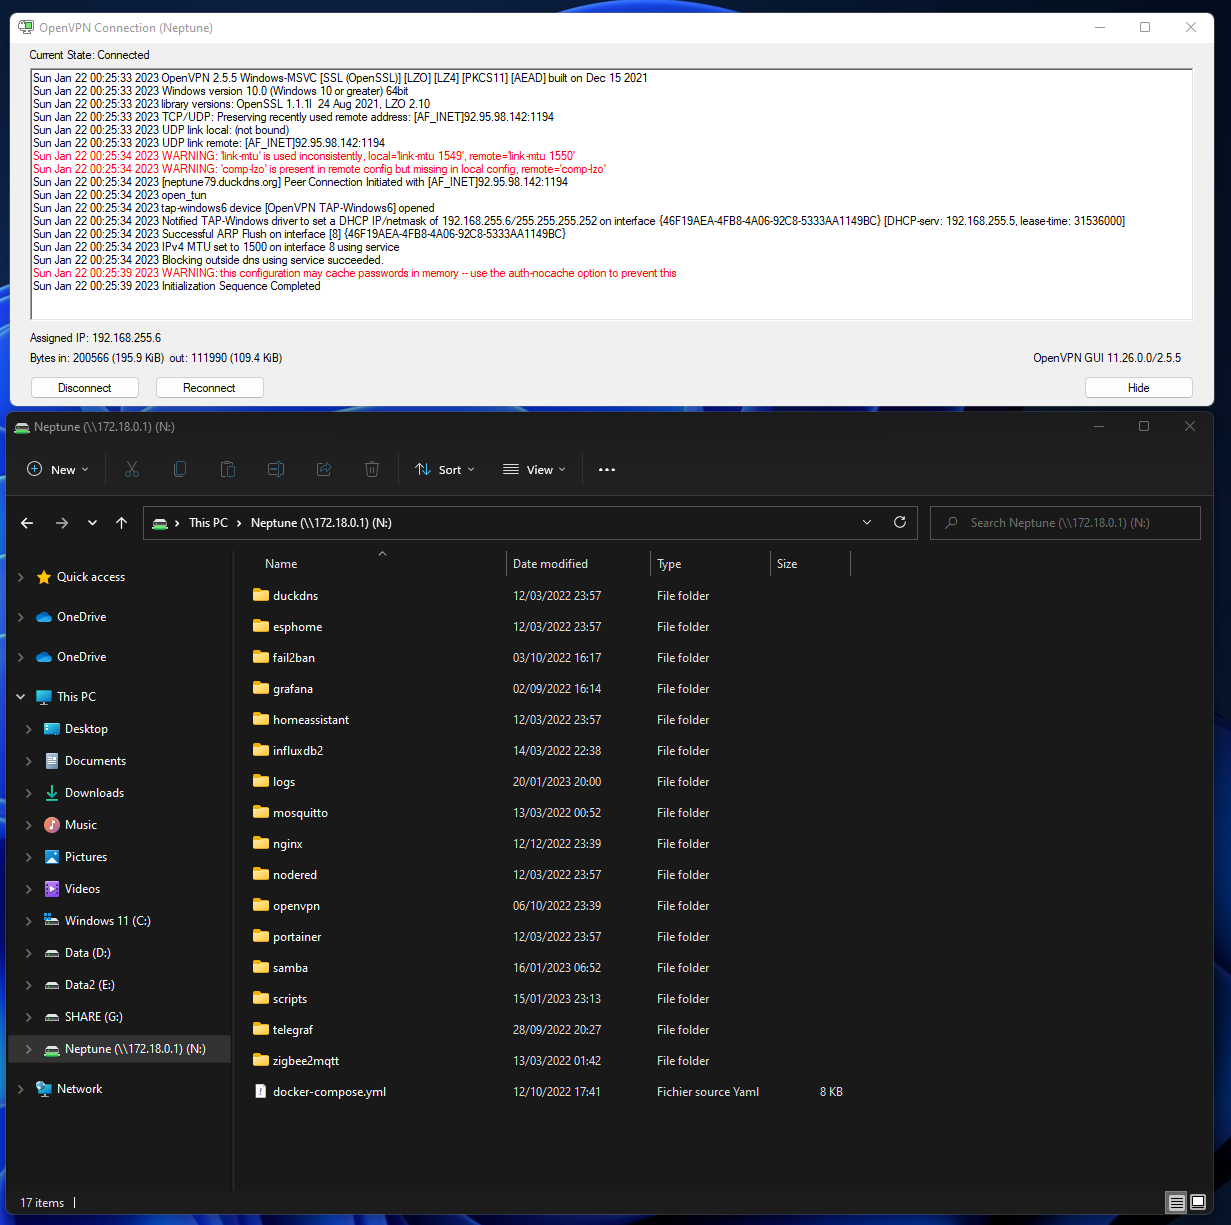 OpenVPN Connection (Neptune)
Current State: Connected
Sun Jan 22 00:25:33 2023 OpenVPN 2.5.5 Windows-MSVC [SSL (OpenSSL)] [LZO] [LZ4] [PKCS11] [AEAD] built on Dec 15 2021
Sun Jan 22 00:25:33 2023 Windows version 10.0 (Windows 10 or greater) 64bit
Sun Jan 22 00:25:33 2023 library versions: OpenSSL 1.1.1l  24 Aug 2021, LZO 2.10
Sun Jan 22 00:25:33 2023 TCP/UDP: Preserving recently used remote address: [AF_INET]92.95.98.142:1194
Sun Jan 22 00:25:33 2023 UDP link local: (not bound)
Sun Jan 22 00:25:33 2023 UDP link remote: [AF_INET]92.95.98.142:1194
Sun Jan 22 00:25:34 2023 WARNING: 'link-mtu' is used inconsistently, local='link-mtu 1549', remote='link-mtu 1550'
Sun Jan 22 00:25:34 2023 WARNING: 'comp-lzo' is present in remote config but missing in local config, remote='comp-lzo'
Sun Jan 22 00:25:34 2023 [neptune79.duckdns.org] Peer Connection Initiated with [AF_INET]92.95.98.142:1194
Sun Jan 22 00:25:34 2023 open_tun
Sun Jan 22 00:25:34 2023 tap-windows6 device [OpenVPN TAP-Windows6] opened
Sun Jan 22 00:25:34 2023 Notified TAP-Windows driver to set a DHCP IP/netmask of 192.168.255.6/255.255.255.252 on interface {46F19AEA-4FB8-4A06-92C8-5333AA1149BC} [DHCP-serv: 192.168.255.5, lease-time: 31536000]
Sun Jan 22 00:25:34 2023 Successful ARP Flush on interface [8] {46F19AEA-4FB8-4A06-92C8-5333AA1149BC}
Sun Jan 22 00:25:34 2023 IPv4 MTU set to 1500 on interface 8 using service
Sun Jan 22 00:25:34 2023 Blocking outside dns using service succeeded.
Sun Jan 22 00:25:39 2023 WARNING: this configuration may cache passwords in memory -- use the auth-nocache option to prevent this
Sun Jan 22 00:25:39 2023 Initialization Sequence Completed
Assigned IP: 192.168.255.6
Bytes in: 200566 (195.9 KiB)  out: 111990 (109.4 KiB)
OpenVPN GUI 11.26.0.0/2.5.5
Disconnect
Reconnect
Hide
Neptune (\\172.18.0.1) (N:)
New
Sort
View
This PC > Neptune (\\172.18.0.1) (N:)
Search Neptune (\\172.18.0.1) (N:)
Quick access
OneDrive
OneDrive
This PC
Desktop
Documents
Downloads
Music
Pictures
Videos
Windows 11 (C:)
Data (D:)
Data2 (E:)
SHARE (G:)
Neptune (\\172.18.0.1) (N:)
Network
Name Date modified Type Size
duckdns 12/03/2022 23:57 File folder
esphome 12/03/2022 23:57 File folder
fail2ban 03/10/2022 16:17 File folder
grafana 02/09/2022 16:14 File folder
homeassistant 12/03/2022 23:57 File folder
influxdb2 14/03/2022 22:38 File folder
logs 20/01/2023 20:00 File folder
mosquitto 13/03/2022 00:52 File folder
nginx 12/12/2022 23:39 File folder
nodered 12/03/2022 23:57 File folder
openvpn 06/10/2022 23:39 File folder
portainer 12/03/2022 23:57 File folder
samba 16/01/2023 06:52 File folder
scripts 15/01/2023 23:13 File folder
telegraf 28/09/2022 20:27 File folder
zigbee2mqtt 13/03/2022 01:42 File folder
docker-compose.yml 12/10/2022 17:41 Fichier source Yaml 8 KB
17 items